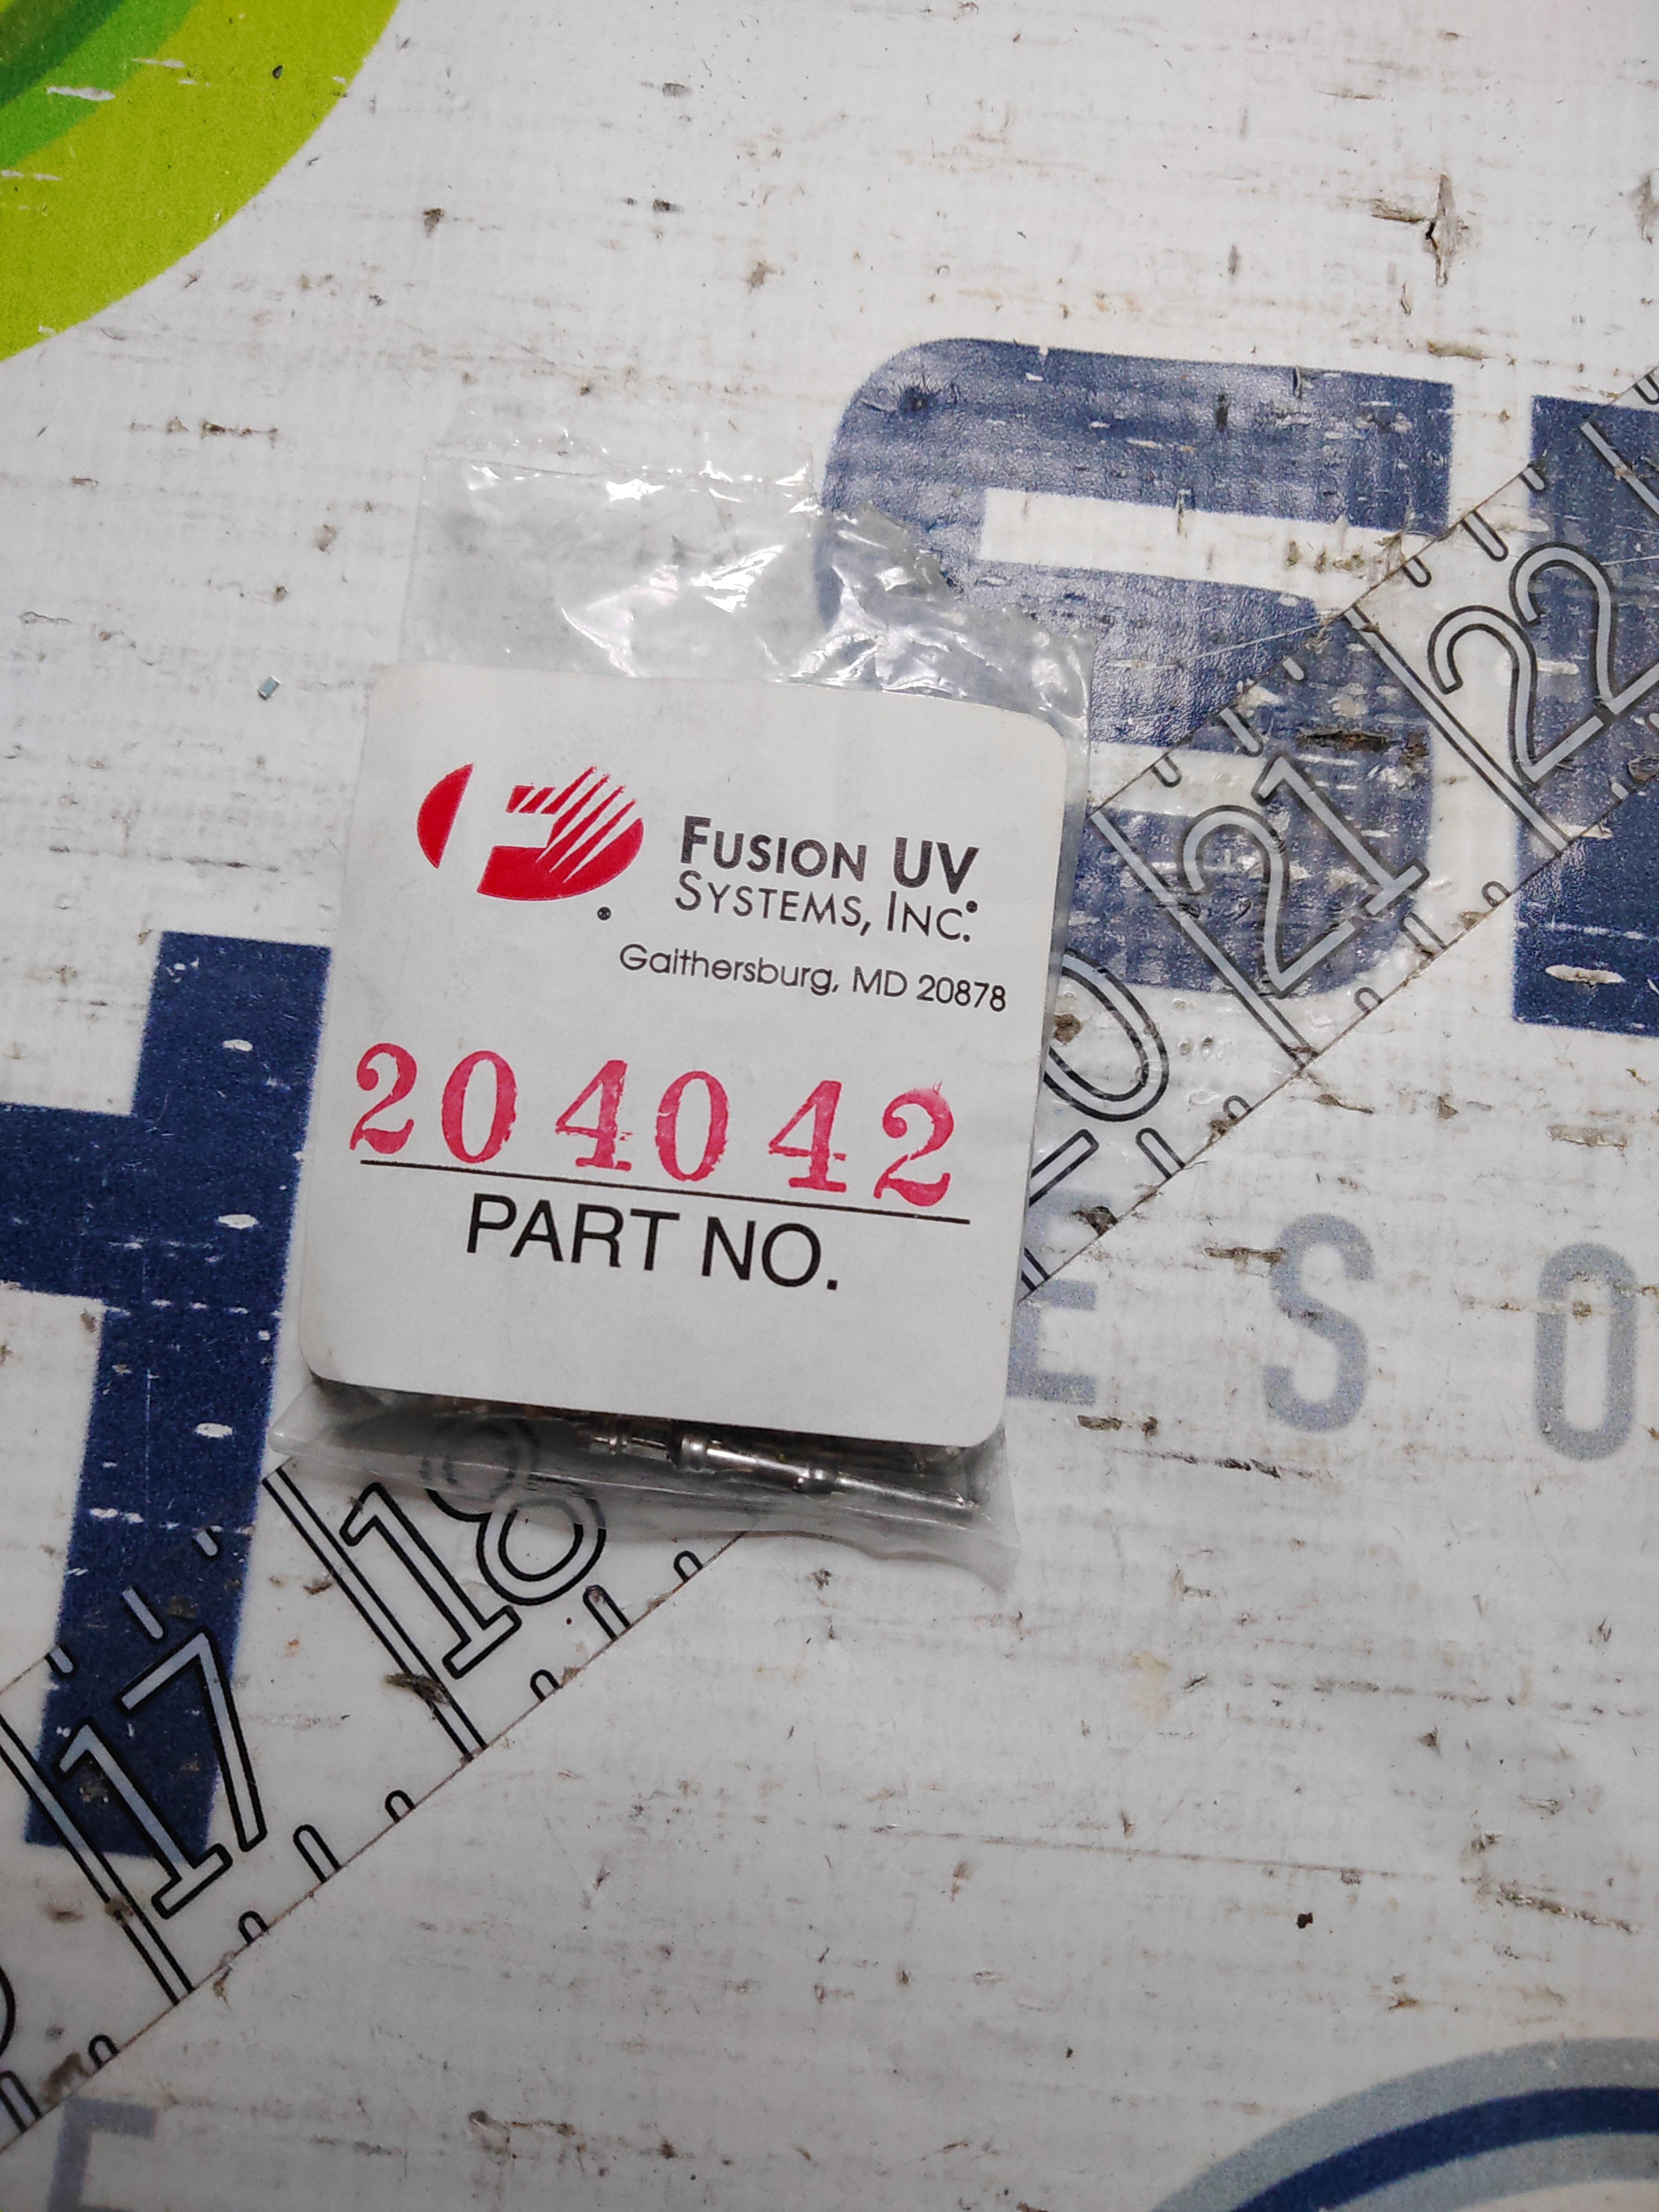 FUSION UV
SYSTEMS, INC.
Gaithersburg, MD 20878
204042
PART NO.
22
21
18
17
E S O